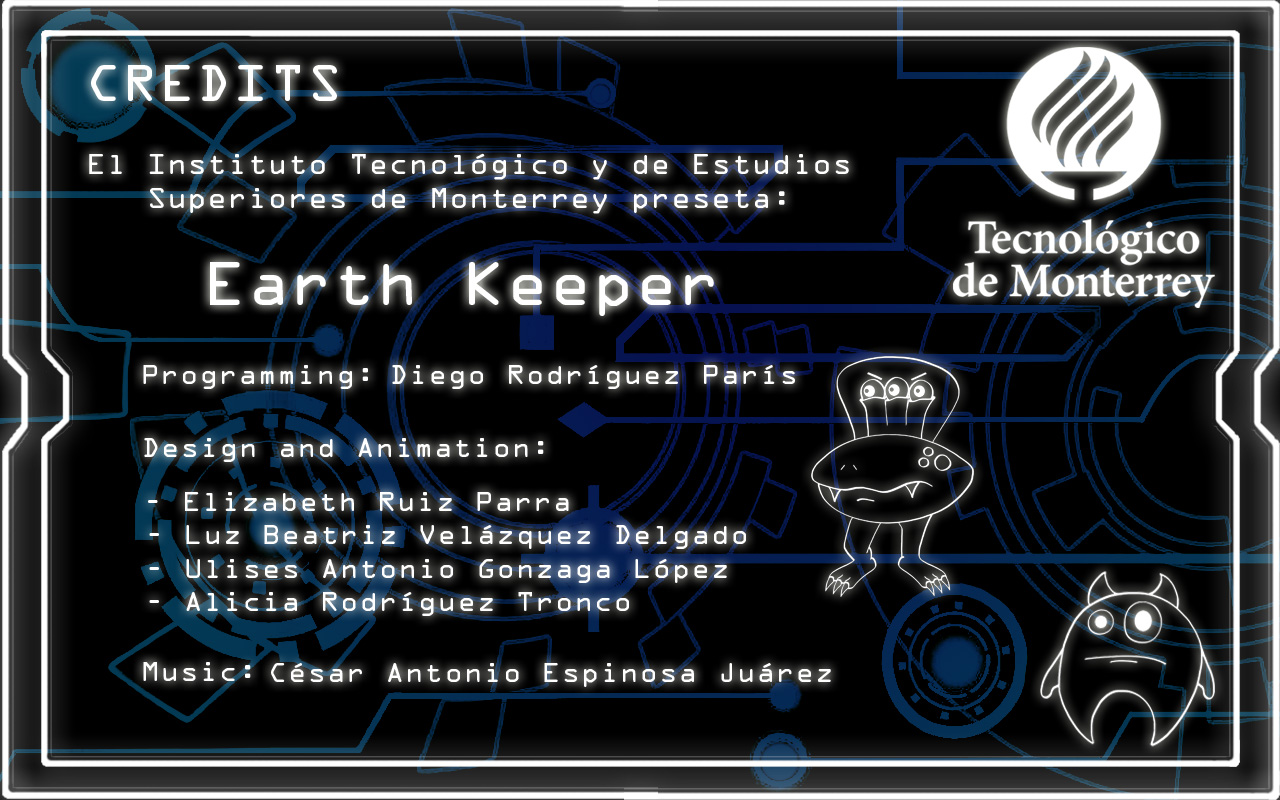 CREDITS
El Instituto Tecnológico y de Estudios
Superiores de Monterrey preseta:
Tecnológico
de Monterrey
Earth Keeper
Programming: Diego Rodríguez París
Design and Animation:
- Elizabeth Ruiz Parra
- Luz Beatriz Velázquez Delgado
- Ulises Antonio Gonzaga López
- Alicia Rodríguez Tronco
Music: César Antonio Espinosa Juárez